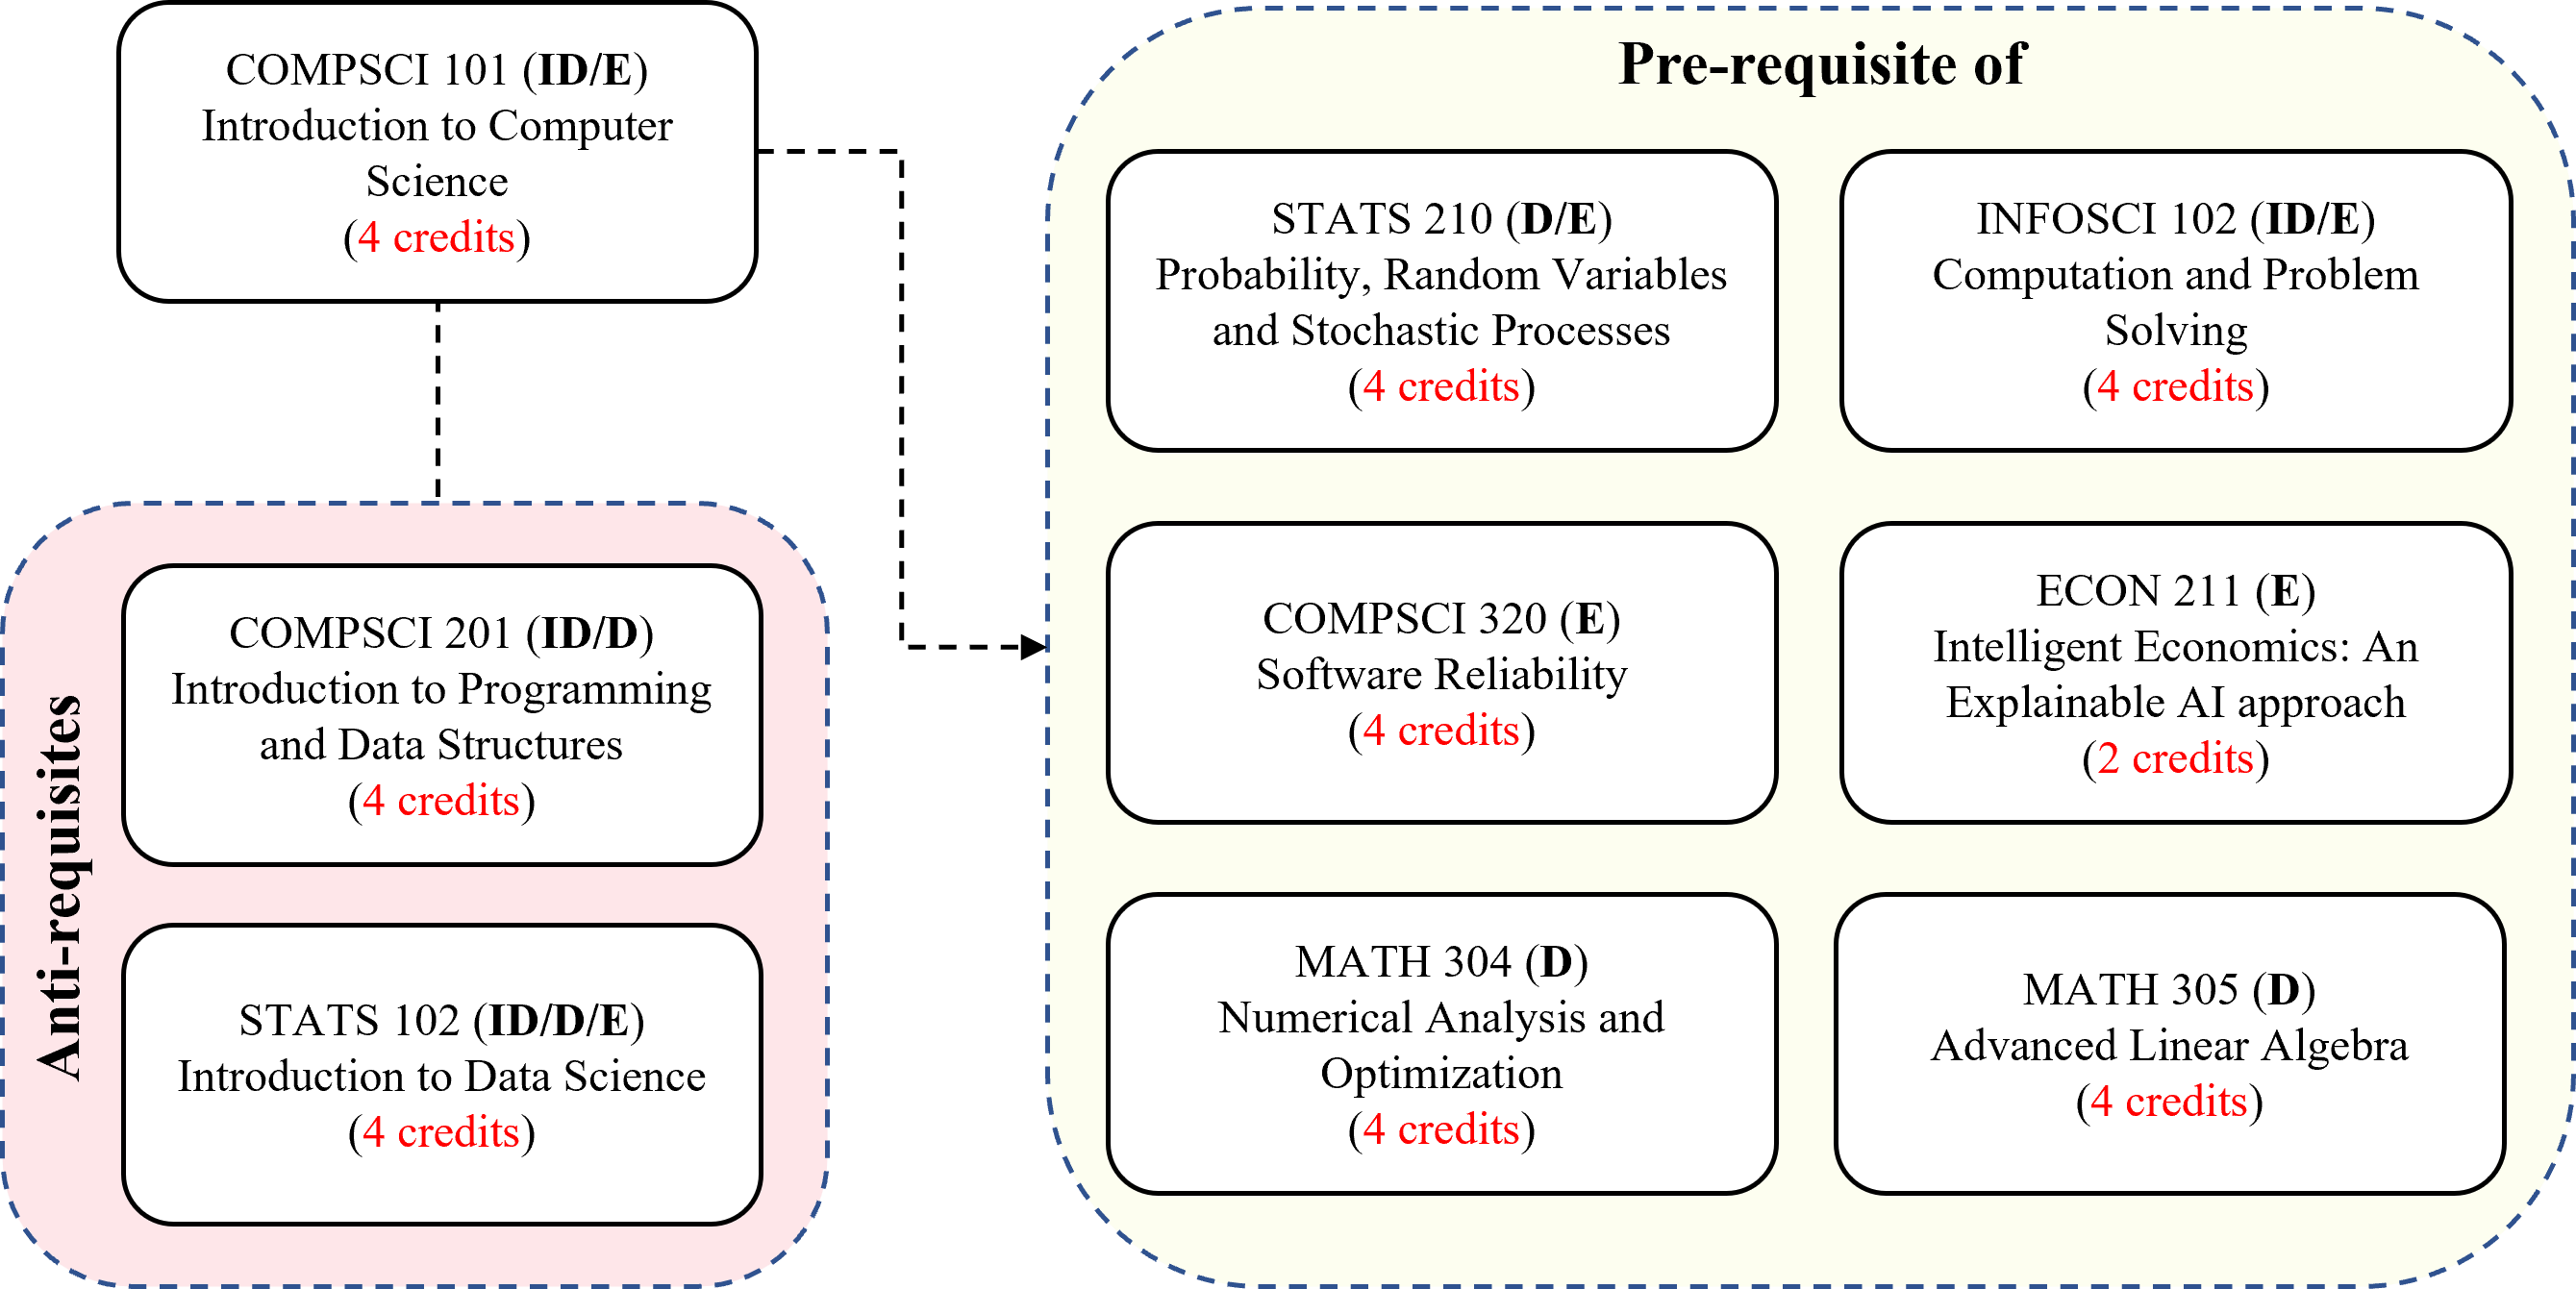 COMPSCI 101 (ID/E)
Introduction to Computer
Science
(4 credits)
Anti-requisites
COMPSCI 201 (ID/D)
Introduction to Programming
and Data Structures
(4 credits)
STATS 102 (ID/D/E)
Introduction to Data Science
(4 credits)
Pre-requisite of
STATS 210 (D/E)
Probability, Random Variables
and Stochastic Processes
(4 credits)
INFOSCI 102 (ID/E)
Computation and Problem
Solving
(4 credits)
COMPSCI 320 (E)
Software Reliability
(4 credits)
ECON 211 (E)
Intelligent Economics: An
Explainable AI approach
(2 credits)
MATH 304 (D)
Numerical Analysis and
Optimization
(4 credits)
MATH 305 (D)
Advanced Linear Algebra
(4 credits)